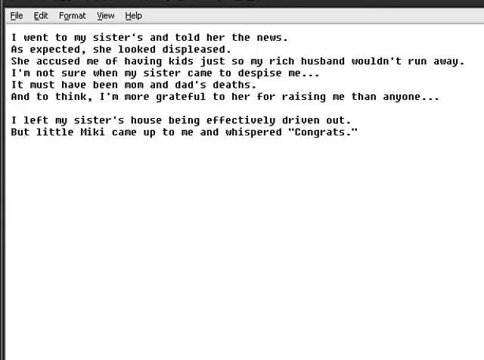 File Edit Format View Help
I went to my sister's and told her the news.
As expected, she looked displeased.
She accused me of having kids just so my rich husband wouldn't run away.
I'm not sure when my sister came to despise me...
It must have been mom and dad's deaths.
And to think, I'm more grateful to her for raising me than anyone...
I left my sister's house being effectively driven out.
But little Miki came up to me and whispered "Congrats."